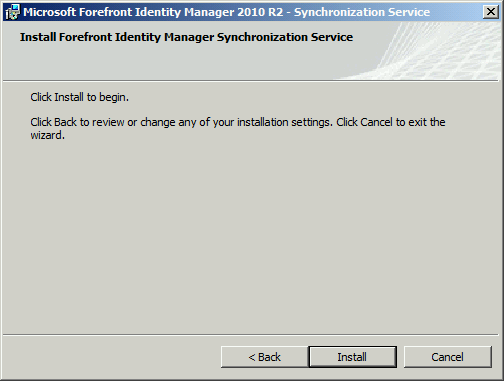 Microsoft Forefront Identity Manager 2010 R2 - Synchronization Service
Install Forefront Identity Manager Synchronization Service
Click Install to begin.
Click Back to review or change any of your installation settings. Click Cancel to exit the
wizard.
< Back
Install
Cancel